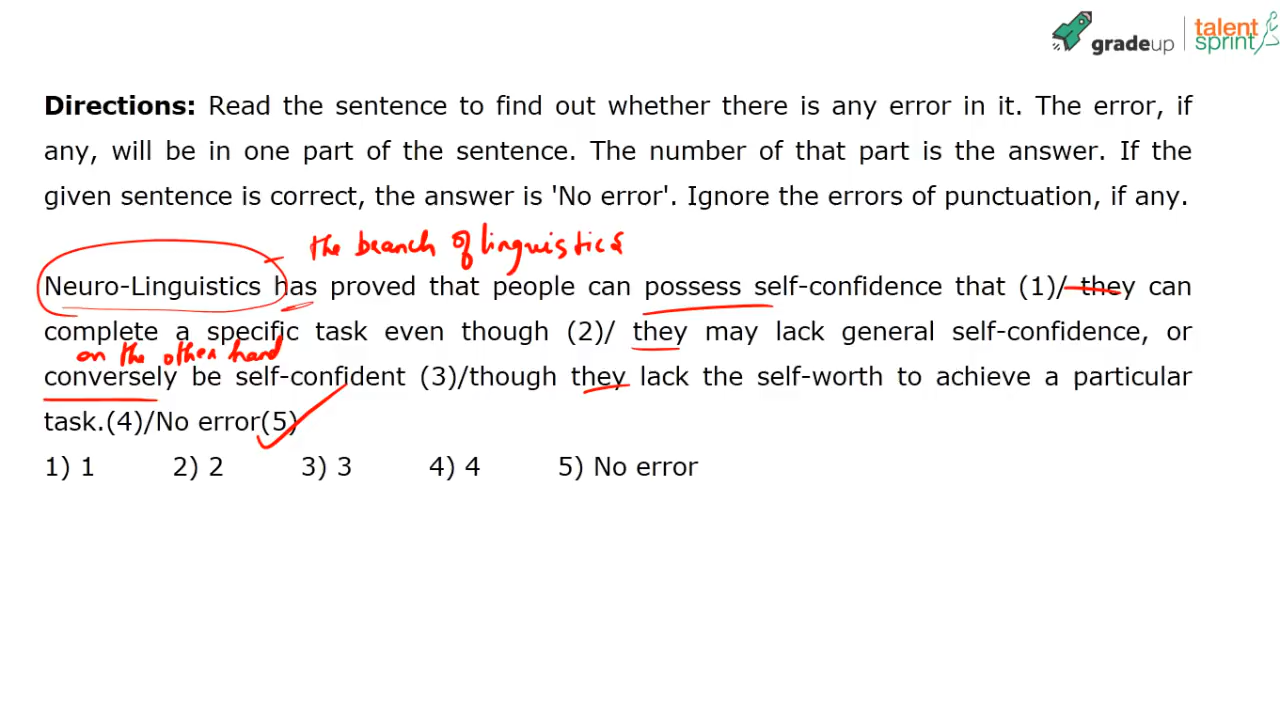 gradeup talent sprint
Directions: Read the sentence to find out whether there is any error in it. The error, if
any, will be in one part of the sentence. The number of that part is the answer. If the
given sentence is correct, the answer is 'No error'. Ignore the errors of punctuation, if any.
the branch of linguistics
Neuro-Linguistics has proved that people can possess self-confidence that (1)/ they can
complete a specific task even though (2)/ they may lack general self-confidence, or
on the other hand
conversely be self-confident (3)/though they lack the self-worth to achieve a particular
task.(4)/No error(5)
1) 1 2) 2 3) 3 4) 4 5) No error